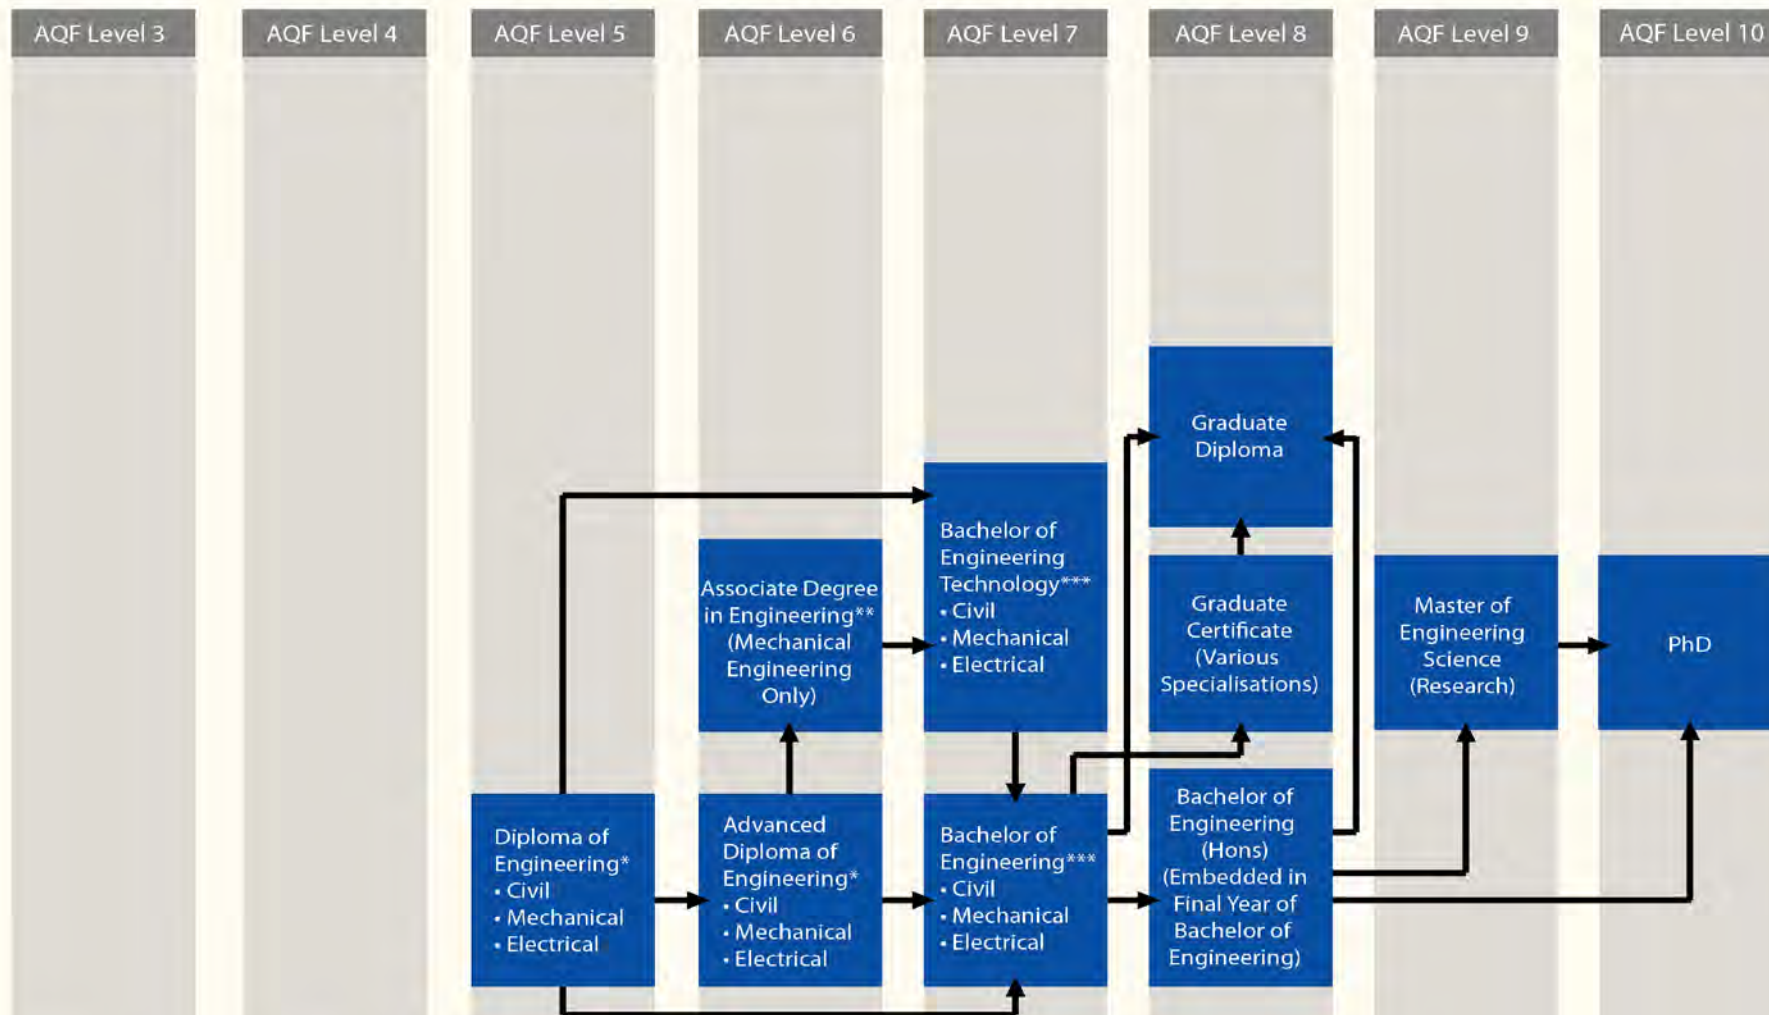 AQF Level 3
AQF Level 4
AQF Level 5
AQF Level 6
AQF Level 7
AQF Level 8
AQF Level 9
AQF Level 10
Diploma of
Engineering*
• Civil
• Mechanical
• Electrical
Associate Degree
in Engineering**
(Mechanical
Engineering
Only)
Advanced
Diploma of
Engineering*
• Civil
• Mechanical
• Electrical
Bachelor of
Engineering
Technology***
• Civil
• Mechanical
• Electrical
Bachelor of
Engineering***
• Civil
• Mechanical
• Electrical
Graduate
Diploma
Graduate
Certificate
(Various
Specialisations)
Bachelor of
Engineering
(Hons)
(Embedded in
Final Year of
Bachelor of
Engineering)
Master of
Engineering
Science
(Research)
PhD